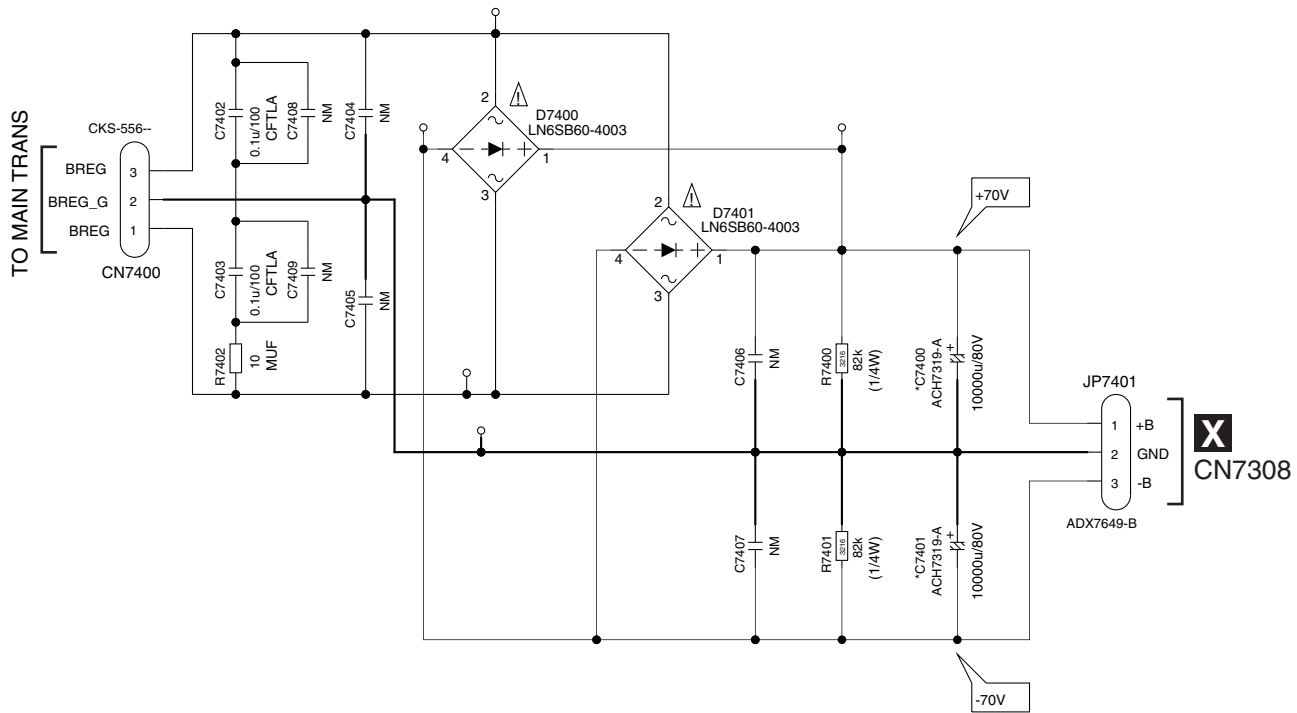 TO MAIN TRANS
CKS-556--
BREG
BREG_G
BREG
3
2
1
CN7400
C7402
0.1u/100
CFTLA
C7408
NM
C7404
NM
C7403
0.1u/100
CFTLA
C7409
NM
C7405
NM
R7402
10
MUF
D7400
LN6SB60-4003
2
4
1
3
D7401
LN6SB60-4003
2
4
1
3
+70V
C7406
NM
R7400
3216
82k
(1/4W)
*C7400
ACH7319-A
+
10000u/80V
C7407
NM
R7401
3216
82k
(1/4W)
*C7401
ACH7319-A
+
10000u/80V
-70V
JP7401
1
2
3
+B
GND
-B
ADX7649-B
X
CN7308